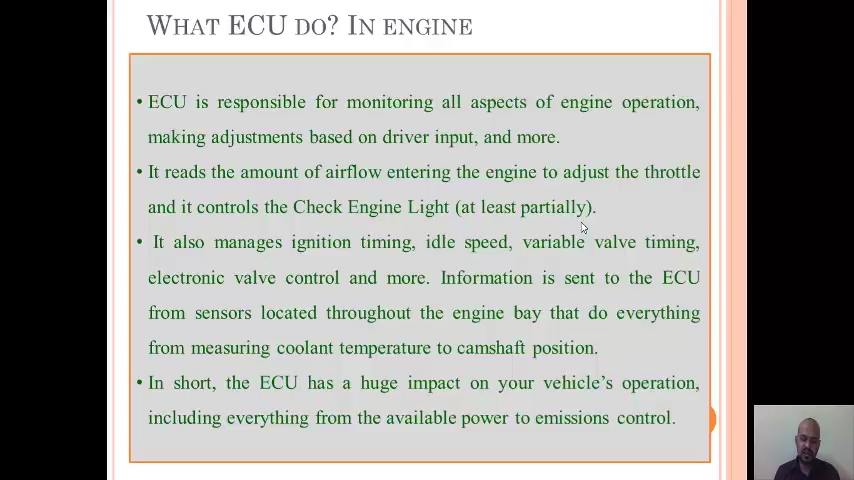 WHAT ECU DO? IN ENGINE
• ECU is responsible for monitoring all aspects of engine operation,
making adjustments based on driver input, and more.
• It reads the amount of airflow entering the engine to adjust the throttle
and it controls the Check Engine Light (at least partially).
• It also manages ignition timing, idle speed, variable valve timing,
electronic valve control and more. Information is sent to the ECU
from sensors located throughout the engine bay that do everything
from measuring coolant temperature to camshaft position.
• In short, the ECU has a huge impact on your vehicle’s operation,
including everything from the available power to emissions control.